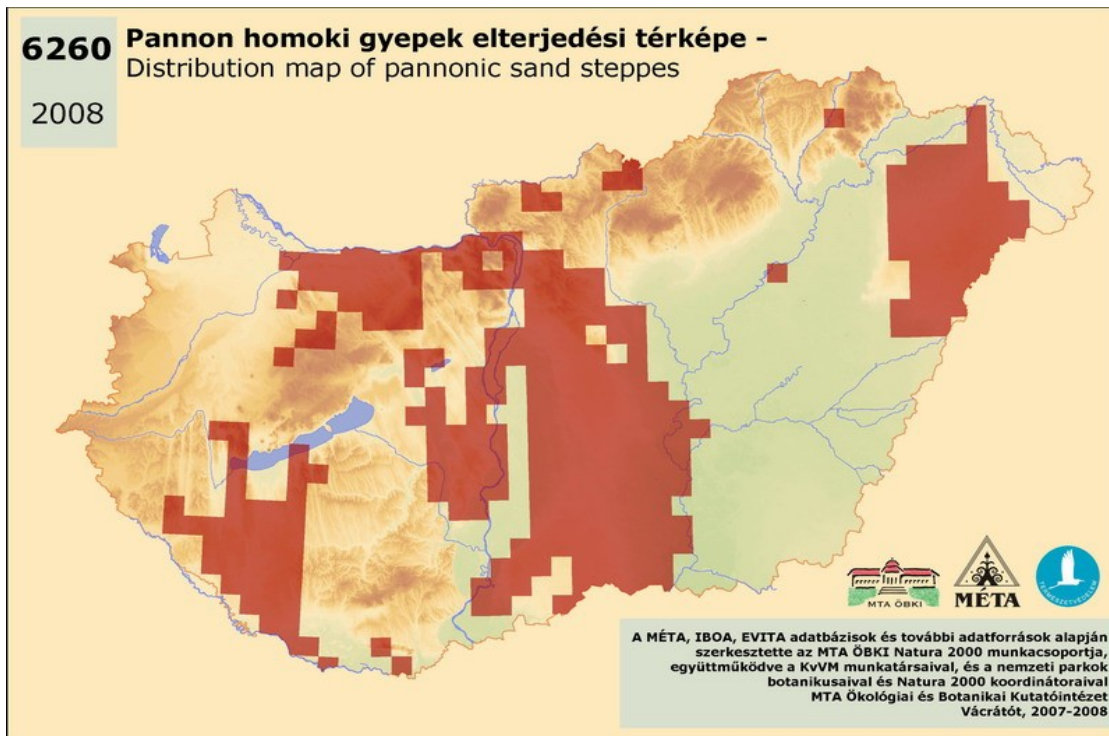 6260
2008
Pannon homoki gyepek elterjedési térképe -
Distribution map of pannonic sand steppes
MTA ÖBKI
MÉTA
TERMÉSZETVÉDELEM
A MÉTA, IBOA, EVITA adatbázisok és további adatforrások alapján
szerkesztette az MTA ÖBKI Natura 2000 munkacsoportja,
együttműködve a KvVM munkatársaival, és a nemzeti parkok
botanikusaival és Natura 2000 koordinátoraival
MTA Ökológiai és Botanikai Kutatóintézet
Vácrátót, 2007-2008